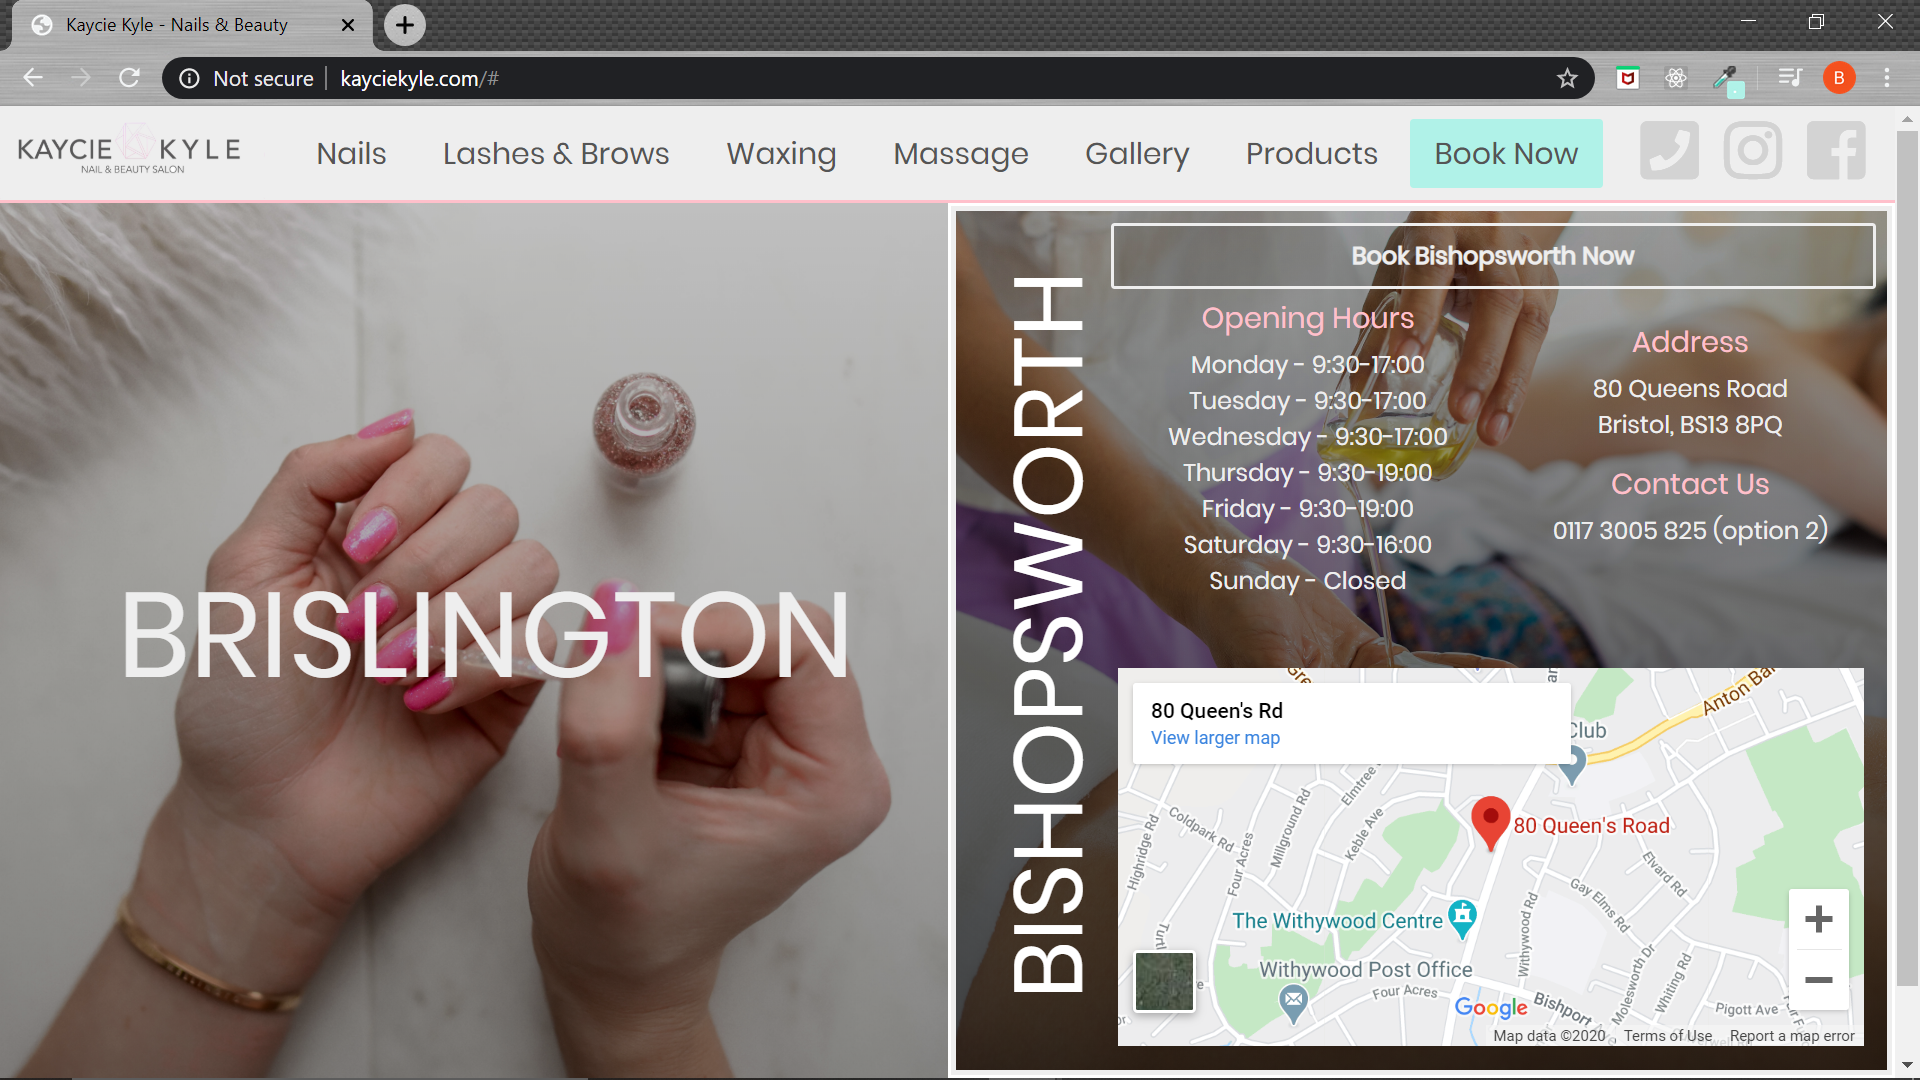 Kaycie Kyle - Nails & Beauty
Not secure
kayciekyle.com/#
B
KAYCIE KYLE
NAIL & BEAUTY SALON
Nails
Lashes & Brows
Waxing
Massage
Gallery
Products
Book Now
BRISLINGTON
BISHOPSWORTH
Book Bishopsworth Now
Opening Hours
Monday - 9:30-17:00
Tuesday - 9:30-17:00
Wednesday - 9:30-17:00
Thursday - 9:30-19:00
Friday - 9:30-19:00
Saturday - 9:30-16:00
Sunday - Closed
Address
80 Queens Road
Bristol, BS13 8PQ
Contact Us
0117 3005 825 (option 2)
80 Queen's Rd
View larger map
Anton Ba
Club
80 Queen's Road
Elmtree
Keble Ave
Millground Rd
Coldpark Rd
Highridge Rd
Four Acres
Elvard Rd
Gay Elms Rd
Withywood Rd
The Withywood Centre
Withywood Post Office
Four Acres
Molesworth Dr
Whiting Rd
Pigott Ave
Bishport
Google
Map data ©2020
Terms of Use
Report a map error